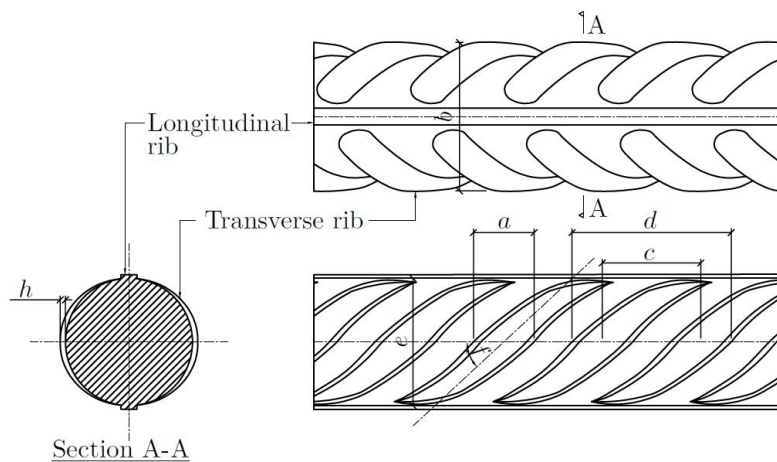 A
Longitudinal
rib
b
A
Transverse rib
a
d
c
h
e
f
Section A-A